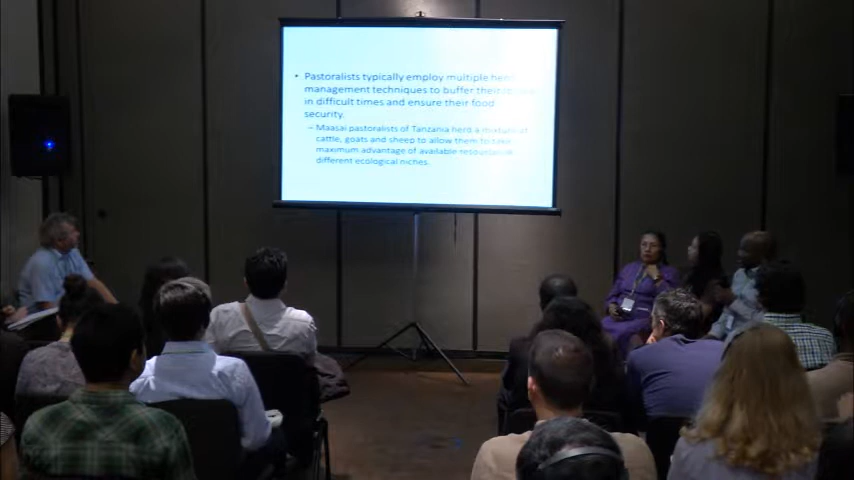 • Pastoralists typically employ multiple herd
management techniques to buffer their
in difficult times and ensure their food
security.
– Maasai pastoralists of Tanzania herd a mixture of
cattle, goats and sheep to allow them to take
maximum advantage of available resources in
different ecological niches.